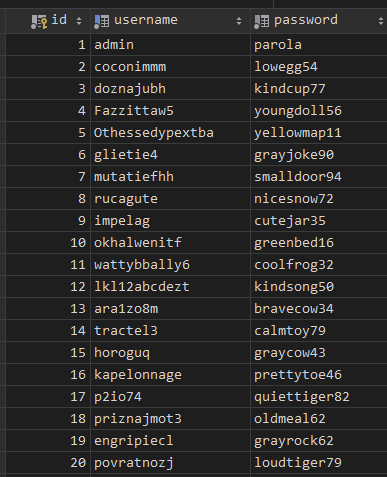 id username password
1 admin parola
2 coconimmm lowegg54
3 doznajubh kindcup77
4 Fazzittaw5 youngdoll56
5 Othessedypextba yellowmap11
6 glietie4 grayjoke90
7 mutatiefhh smalldoor94
8 rucagute nicesnow72
9 impelag cutejar35
10 okhalwenitf greenbed16
11 wattybbally6 coolfrog32
12 lkl12abcdezt kindsong50
13 ara1zo8m bravecow34
14 tractel3 calmtoy79
15 horoguq graycow43
16 kapelonnage prettytoe46
17 p2io74 quiettiger82
18 priznajmot3 oldmeal62
19 engripiecl grayrock62
20 povratnozj loudtiger79